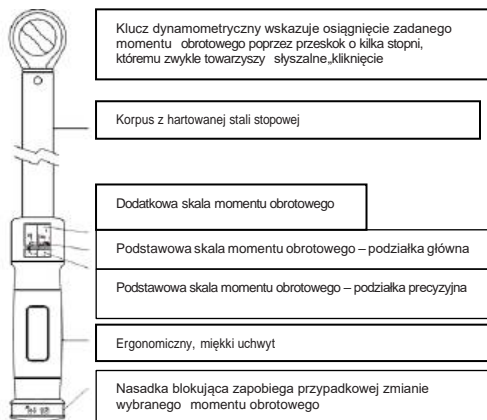 Klucz dynamometryczny wskazuje osiągnięcie zadanego
momentu obrotowego poprzez przeskok o kilka stopni,
któremu zwykle towarzyszy słyszalne„kliknięcie
Korpus z hartowanej stali stopowej
Dodatkowa skala momentu obrotowego
Podstawowa skala momentu obrotowego – podziałka główna
Podstawowa skala momentu obrotowego – podziałka precyzyjna
Ergonomiczny, miękki uchwyt
Nasadka blokująca zapobiega przypadkowej zmianie
wybranego momentu obrotowego